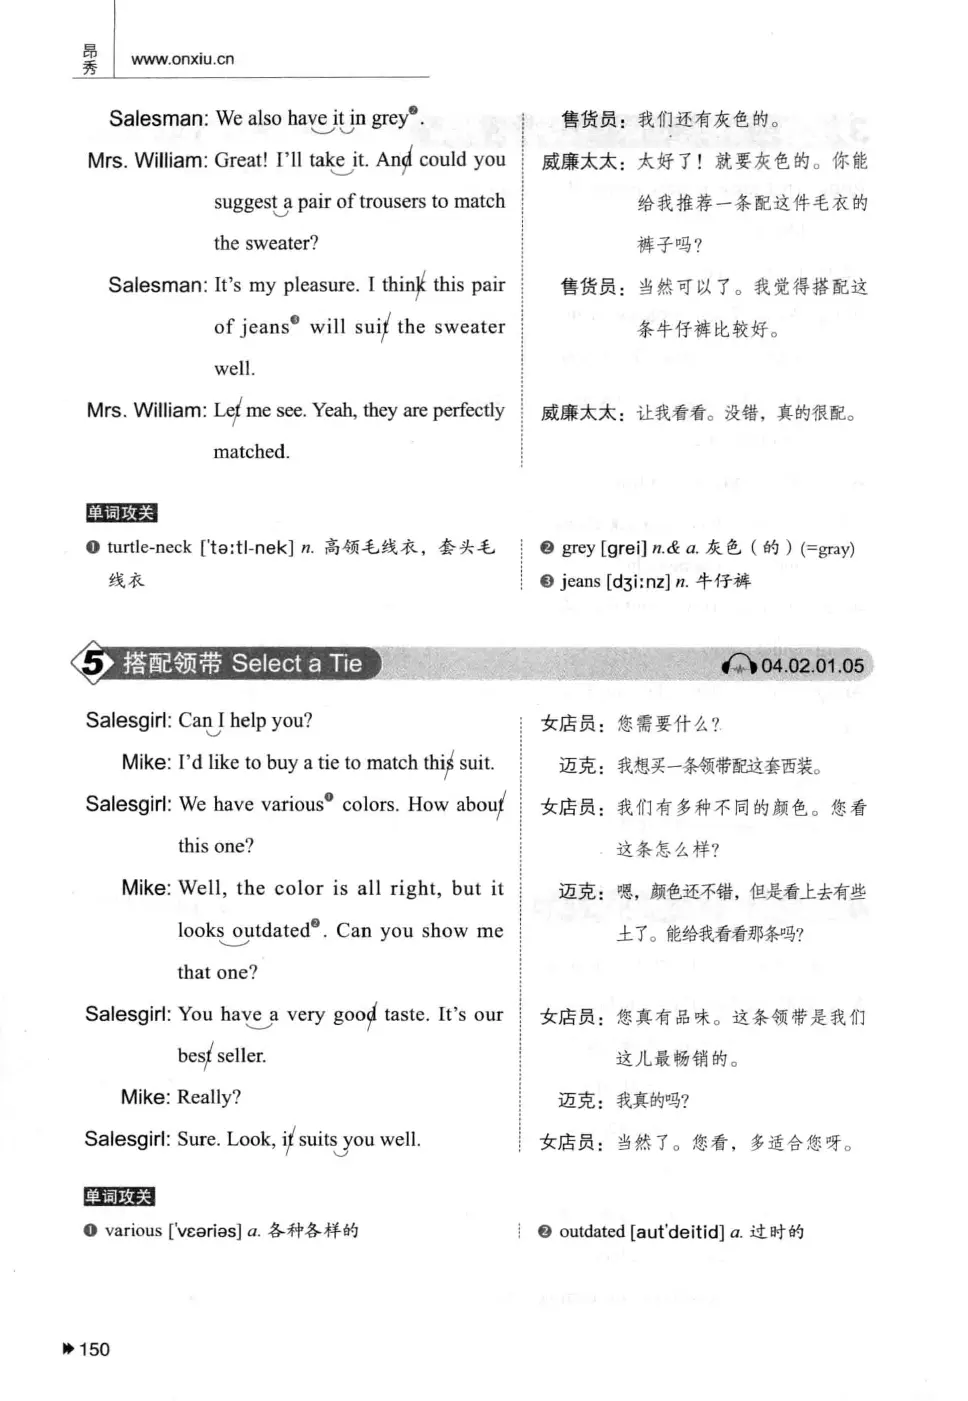 昂秀
www.onxiu.cn
Salesman: We also have it in grey❷.
Mrs. William: Great! I'll take it. And could you
suggest a pair of trousers to match
the sweater?
Salesman: It's my pleasure. I think this pair
of jeans❸ will suit the sweater
well.
Mrs. William: Let me see. Yeah, they are perfectly
matched.
售货员：我们还有灰色的。
威廉太太：太好了！就要灰色的。你能
给我推荐一条配这件毛衣的
裤子吗？
售货员：当然可以了。我觉得搭配这
条牛仔裤比较好。
威廉太太：让我看看。没错，真的很配。
单词攻关
❶ turtle-neck ['tə:tl-nek] n. 高领毛线衣，套头毛
线衣
❷ grey [grei] n.& a. 灰色（的）(=gray)
❸ jeans [dʒi:nz] n. 牛仔裤
5 搭配领带 Select a Tie
04.02.01.05
Salesgirl: Can I help you?
Mike: I'd like to buy a tie to match this suit.
Salesgirl: We have various❶ colors. How about
this one?
Mike: Well, the color is all right, but it
looks outdated❷. Can you show me
that one?
Salesgirl: You have a very good taste. It's our
best seller.
Mike: Really?
Salesgirl: Sure. Look, it suits you well.
女店员：您需要什么？
迈克：我想买一条领带配这套西装。
女店员：我们有多种不同的颜色。您看
这条怎么样？
迈克：嗯，颜色还不错，但是看上去有些
土了。能给我看看那条吗？
女店员：您真有品味。这条领带是我们
这儿最畅销的。
迈克：我真的吗？
女店员：当然了。您看，多适合您呀。
单词攻关
❶ various ['vɛəriəs] a. 各种各样的
❷ outdated [aut'deitid] a. 过时的
150